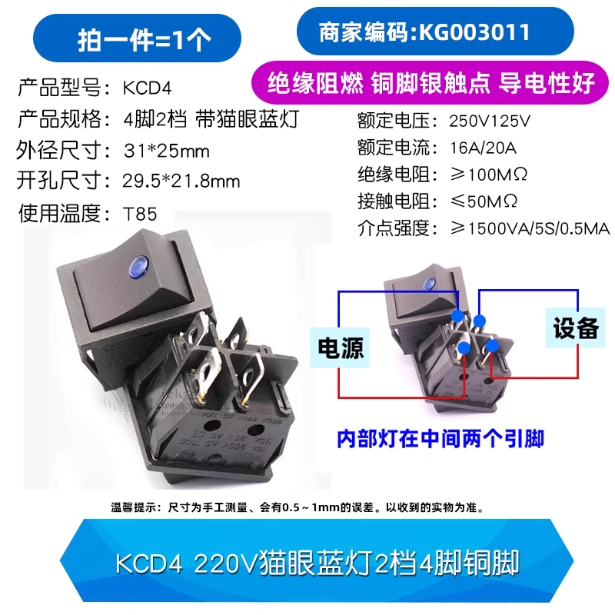 拍一件=1个
商家编码:KG003011
绝缘阻燃 铜脚银触点 导电性好
产品型号: KCD4
产品规格: 4脚2档 带猫眼蓝灯
外径尺寸: 31*25mm
开孔尺寸: 29.5*21.8mm
使用温度: T85
额定电压: 250V125V
额定电流: 16A/20A
绝缘电阻: ≥100MΩ
接触电阻: ≤50MΩ
介点强度: ≥1500VA/5S/0.5MA
电源
设备
内部灯在中间两个引脚
温馨提示: 尺寸为手工测量、会有0.5~1mm的误差。以收到的实物为准。
KCD4 220V猫眼蓝灯2档4脚铜脚